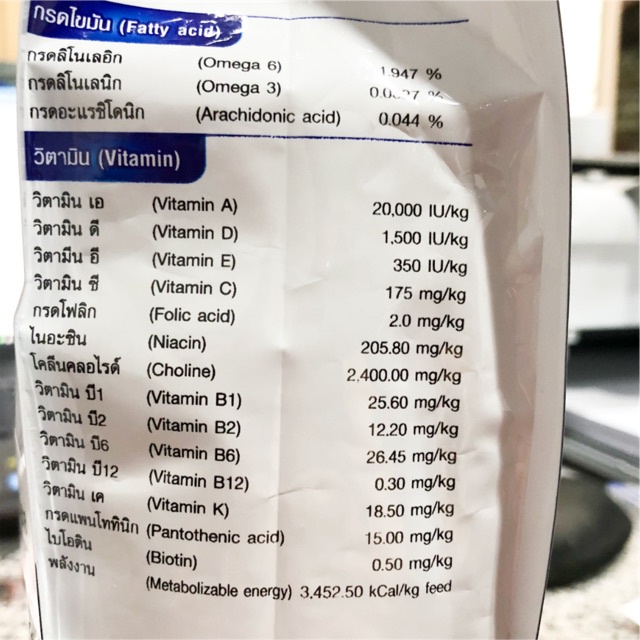 กรดไขมัน (Fatty acid)
กรดลิโนเลอิก (Omega 6) 1.947 %
กรดลิโนเลนิก (Omega 3) %
กรดอะแรชิโดนิก (Arachidonic acid) 0.044 %
วิตามิน (Vitamin)
วิตามิน เอ (Vitamin A) 20,000 IU/kg
วิตามิน ดี (Vitamin D) 1,500 IU/kg
วิตามีน อี (Vitamin E) 350 IU/kg
วิตามิน ซี (Vitamin C) 175 mg/kg
กรดโฟลิก (Folic acid) 2.0 mg/kg
ไนอะซิน (Niacin) 205.80 mg/kg
โคลีนคลอไรด์ (Choline) 2,400.00 mg/kg
วิตามิน บี1 (Vitamin B1) 25.60 mg/kg
วิตามิน บี2 (Vitamin B2) 12.20 mg/kg
วิตามิน บี6 (Vitamin B6) 26.45 mg/kg
วิตามิน บี12 (Vitamin B12) 0.30 mg/kg
วิตามิน เค (Vitamin K) 18.50 mg/kg
กรดแพนโททินิก (Pantothenic acid) 15.00 mg/kg
ไบโอติน (Biotin) 0.50 mg/kg
พลังงาน (Metabolizable energy) 3,452.50 kCal/kg feed